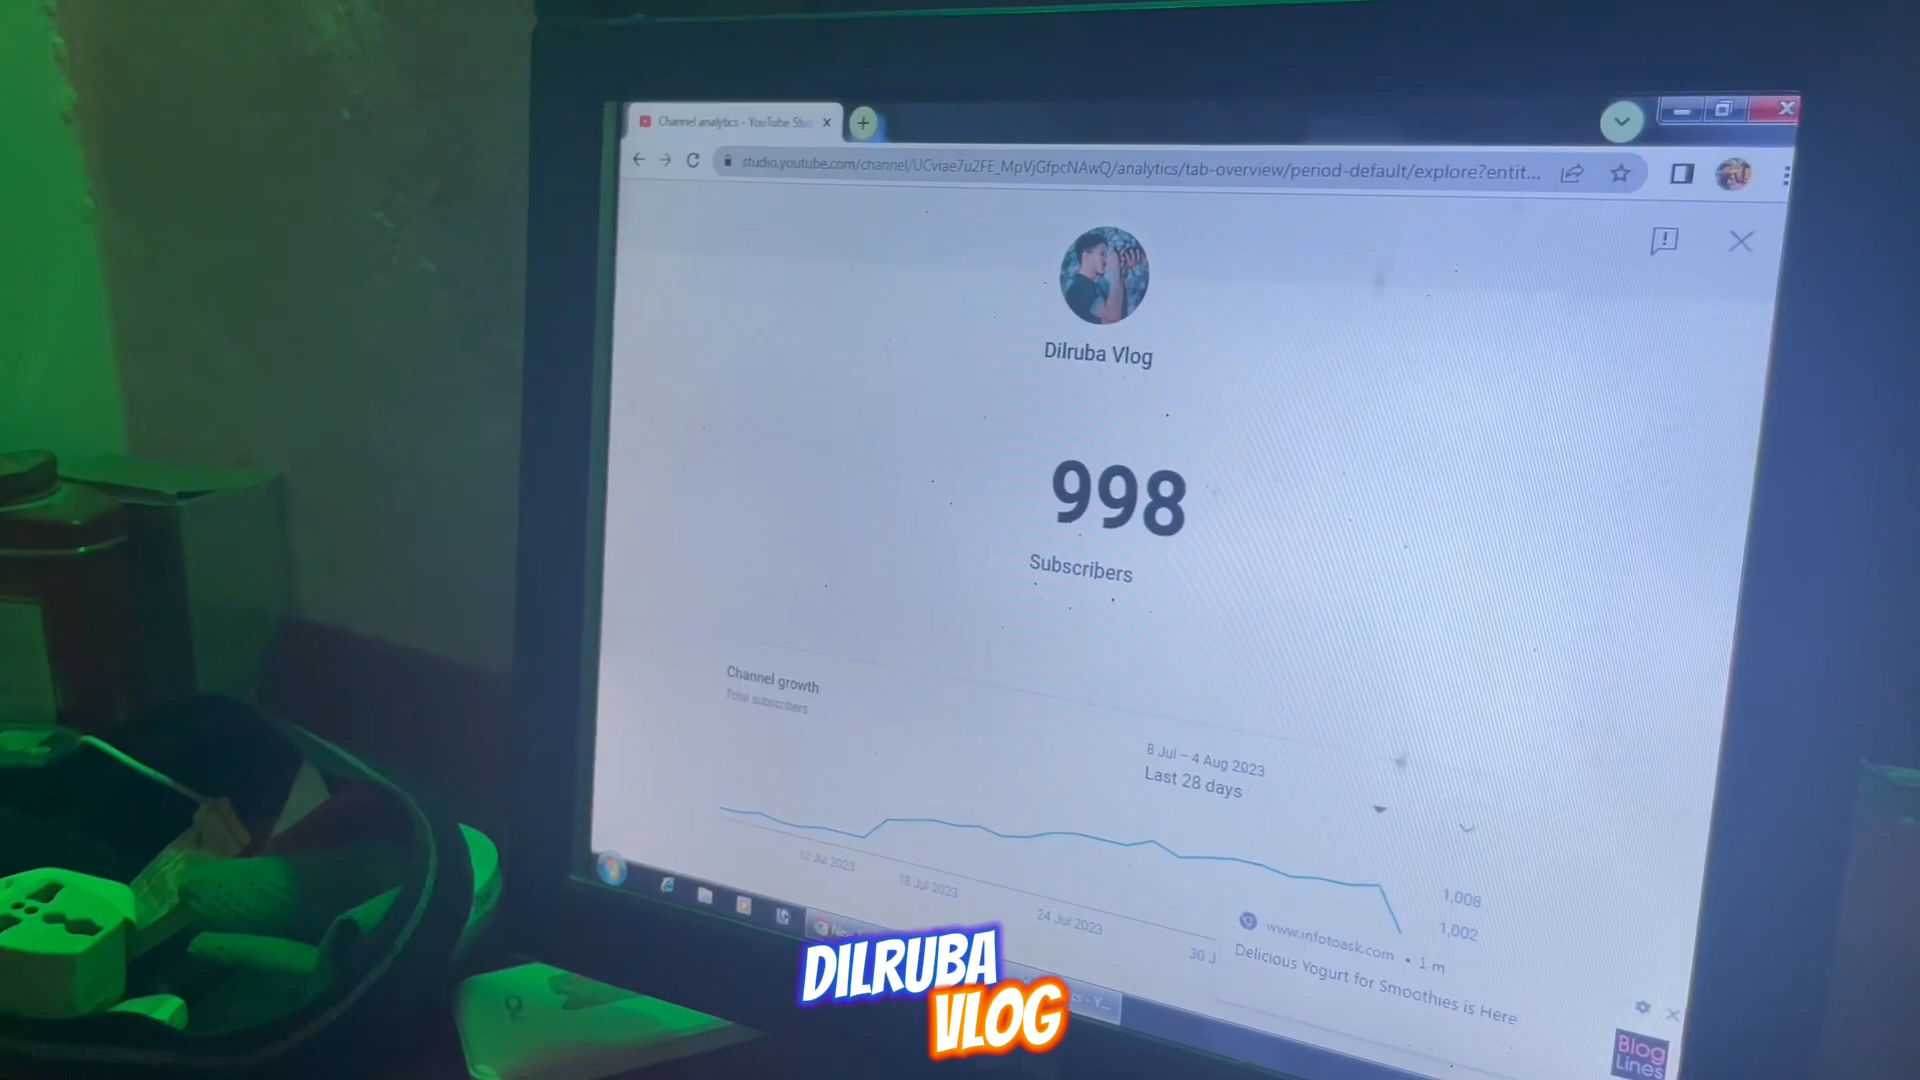 Channel analytics - YouTube Stu
studio.youtube.com/channel/UCviae7u2FE_MpVjGfpcNAwQ/analytics/tab-overview/period-default/explore?entit...
Dilruba Vlog
998
Subscribers
Channel growth
Total subscribers
8 Jul – 4 Aug 2023
Last 28 days
12 Jul 2023
18 Jul 2023
24 Jul 2023
30 J
1,008
1,002
www.infotoask.com • 1 m
Delicious Yogurt for Smoothies is Here
Blog
Lines
DILRUBA
VLOG